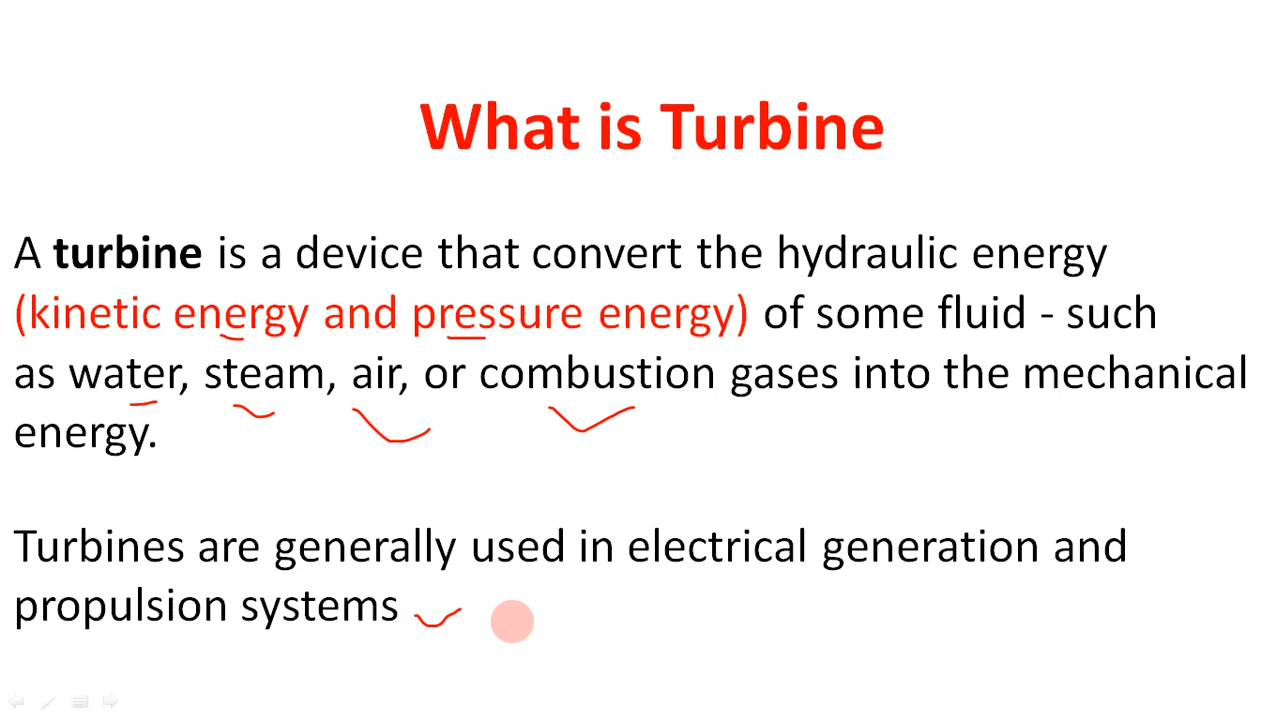 What is Turbine
A turbine is a device that convert the hydraulic energy
(kinetic energy and pressure energy) of some fluid - such
as water, steam, air, or combustion gases into the mechanical
energy.
Turbines are generally used in electrical generation and
propulsion systems